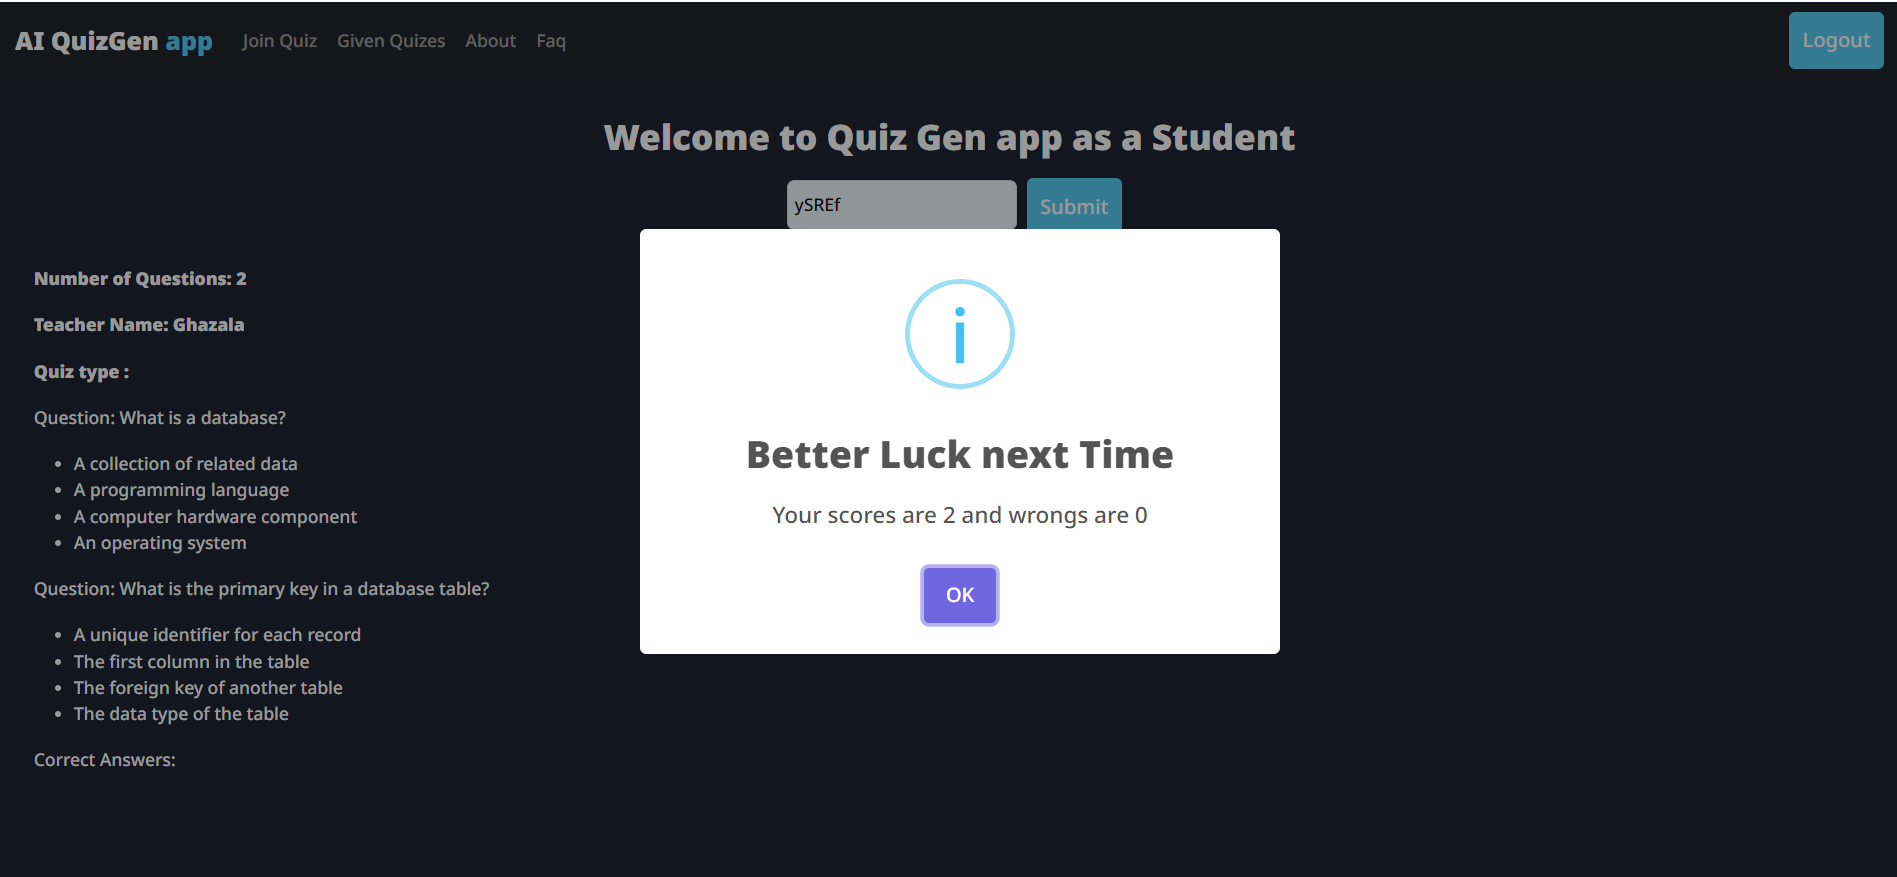 AI QuizGen app Join Quiz Given Quizes About Faq Logout
Welcome to Quiz Gen app as a Student
ySREf Submit
Number of Questions: 2
Teacher Name: Ghazala
Quiz type :
Question: What is a database?
A collection of related data
A programming language
A computer hardware component
An operating system
Question: What is the primary key in a database table?
A unique identifier for each record
The first column in the table
The foreign key of another table
The data type of the table
Correct Answers:
i
Better Luck next Time
Your scores are 2 and wrongs are 0
OK